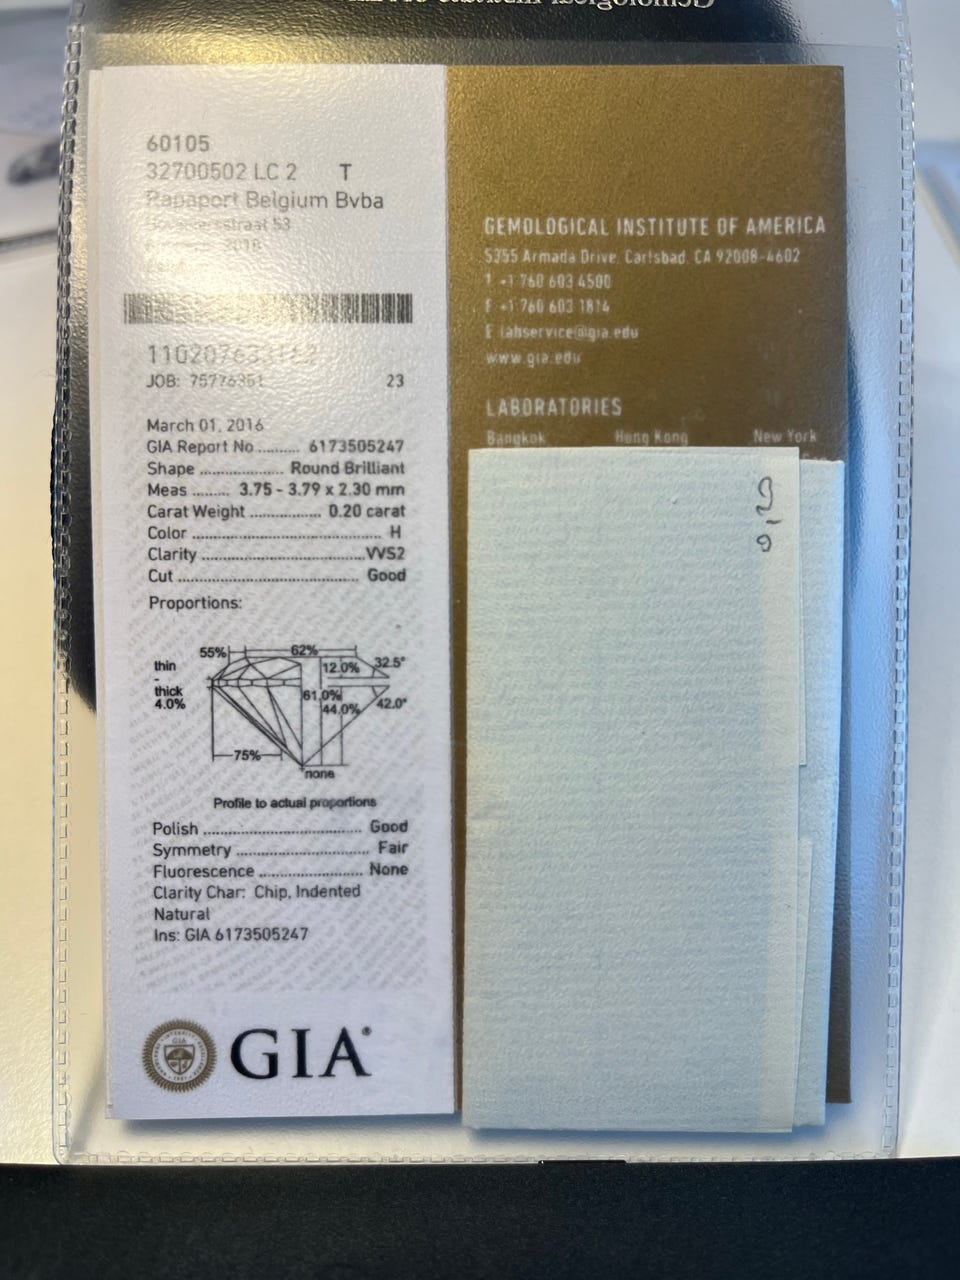 60105
32700502 LC 2 T
Rapaport Belgium Bvba
53
JOB:
23
March 01, 2016
GIA Report No .......... 6173505247
Shape .................... Round Brilliant
Meas ......... 3.75 - 3.79 x 2.30 mm
Carat Weight ................. 0.20 carat
Color .................................................. H
Clarity ........................................ VVS2
Cut ............................................. Good
Proportions:
55% 62%
thin
-
thick
4.0%
12.0% 32.5°
61.0%
44.0% 42.0°
75%
none
Profile to actual proportions
Polish ........................................ Good
Symmetry ................................. Fair
Fluorescence .......................... None
Clarity Char: Chip, Indented
Natural
Ins: GIA 6173505247
GIA
GIA®
GEMOLOGICAL INSTITUTE OF AMERICA
5355 Armada Drive, Carlsbad, CA 92008-4602
T +1 760 603 4500
F +1 760 603 1814
E labservice@gia.edu
www.gia.edu
LABORATORIES
Bangkok Hong Kong New York